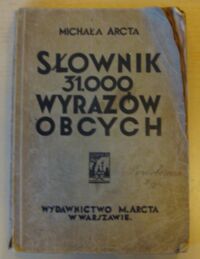 MICHAŁA ARCTA
SŁOWNIK
31.000
WYRAZÓW
OBCYCH
WYDAWNICTWO M. ARCTA
W WARSZAWIE.